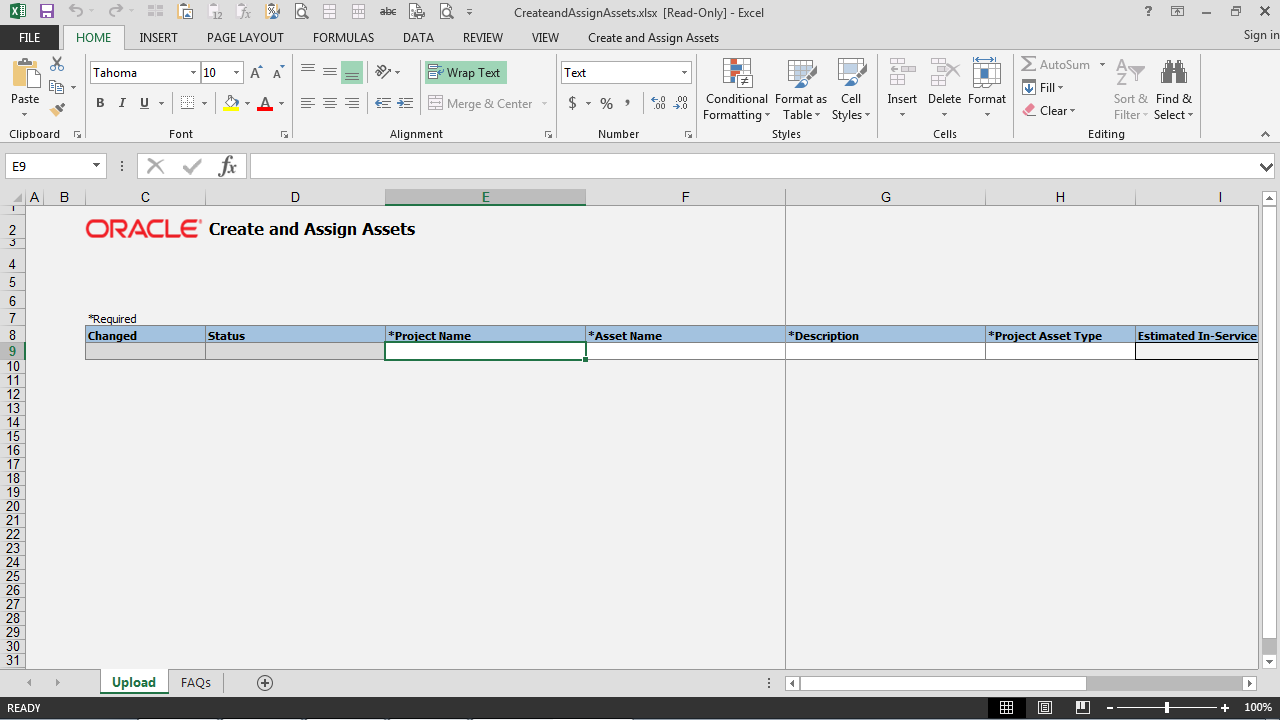 CreateandAssignAssets.xlsx [Read-Only] - Excel
FILE HOME INSERT PAGE LAYOUT FORMULAS DATA REVIEW VIEW Create and Assign Assets Sign in
Tahoma 10 Wrap Text Text AutoSum
Paste Conditional Format as Cell Insert Delete Format Fill Sort & Find &
B I U A Merge & Center $ % , Formatting Table Styles Clear Filter Select
Clipboard Font Alignment Number Styles Cells Editing
E9 fx
A B C D E F G H I
1
2 ORACLE Create and Assign Assets
3
4
5
6
7 *Required
8 Changed Status *Project Name *Asset Name *Description *Project Asset Type Estimated In-Service
9
10
11
12
13
14
15
16
17
18
19
20
21
22
23
24
25
26
27
28
29
30
31
Upload FAQs
READY 100%